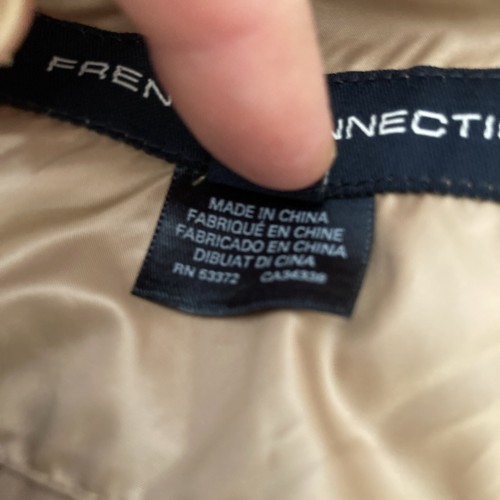 FREN NNECTI
MADE IN CHINA
FABRIQUÉ EN CHINE
FABRICADO EN CHINA
DIBUAT DI CINA
RN 53372